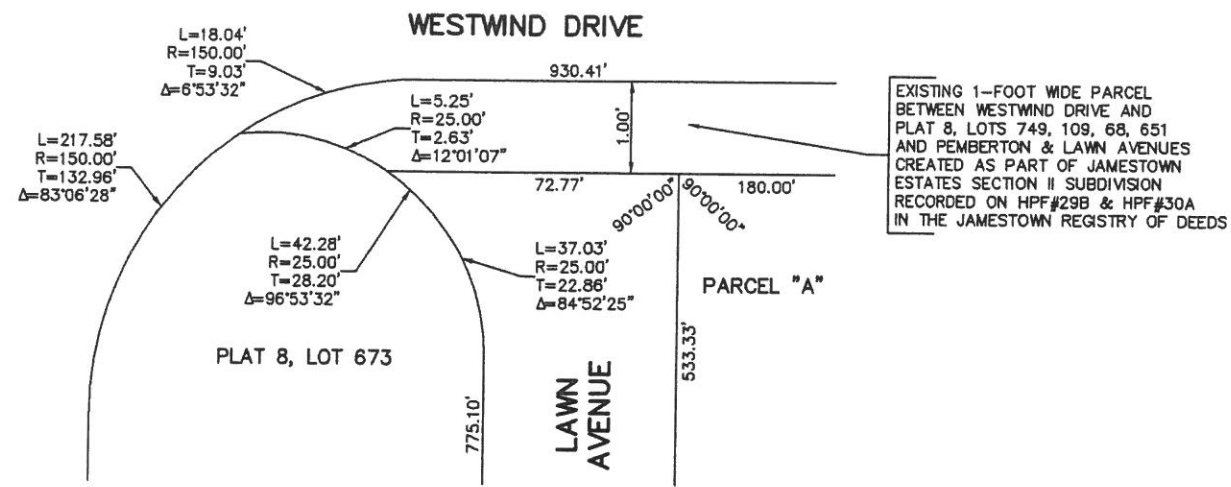 WESTWIND DRIVE
L=18.04'
R=150.00'
T=9.03'
Δ=6°53'32"
930.41'
L=5.25'
R=25.00'
T=2.63'
Δ=12°01'07"
1.00'
EXISTING 1-FOOT WIDE PARCEL
BETWEEN WESTWIND DRIVE AND
PLAT 8, LOTS 749, 109, 68, 651
AND PEMBERTON & LAWN AVENUES
CREATED AS PART OF JAMESTOWN
ESTATES SECTION II SUBDIVISION
RECORDED ON HPF#29B & HPF#30A
IN THE JAMESTOWN REGISTRY OF DEEDS
L=217.58'
R=150.00'
T=132.96'
Δ=83°06'28"
72.77'
180.00'
90°00'00"
90°00'00"
L=42.28'
R=25.00'
T=28.20'
Δ=96°53'32"
L=37.03'
R=25.00'
T=22.86'
Δ=84°52'25"
PARCEL "A"
PLAT 8, LOT 673
775.10'
LAWN
AVENUE
533.33'